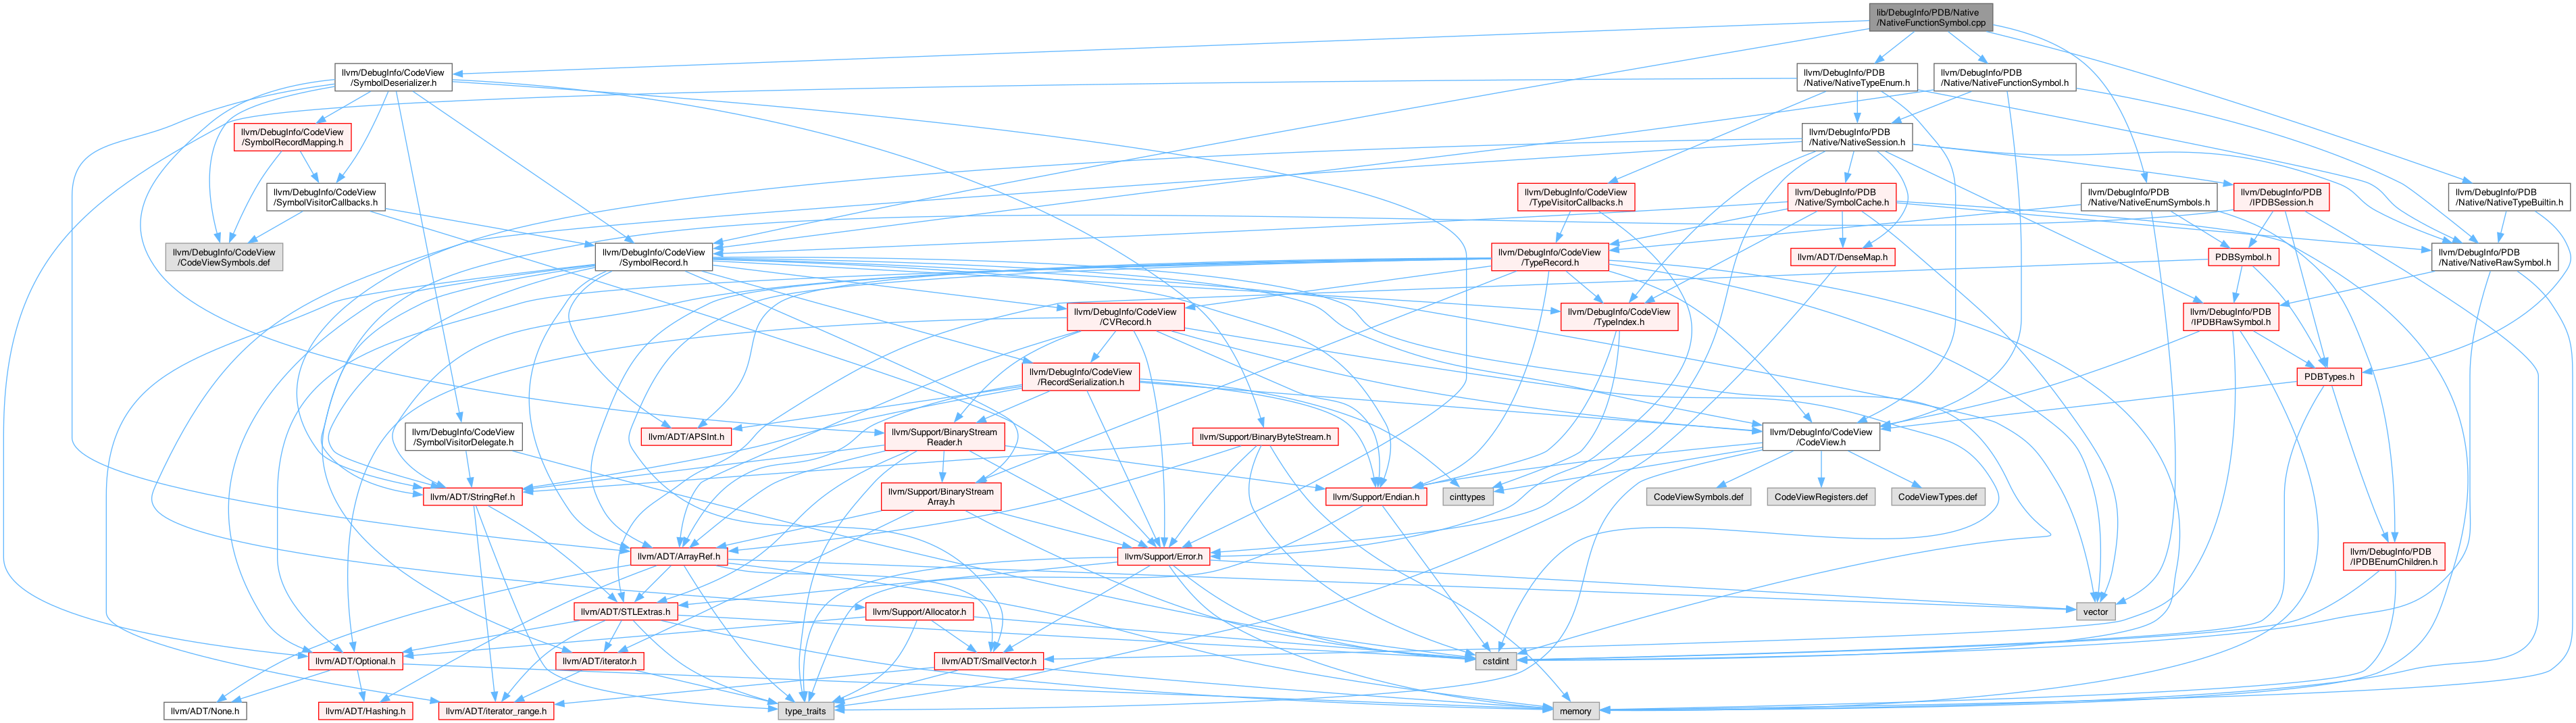 lib/DebugInfo/PDB/Native
/NativeFunctionSymbol.cpp
llvm/DebugInfo/CodeView
/SymbolDeserializer.h
llvm/DebugInfo/PDB
/Native/NativeTypeEnum.h
llvm/DebugInfo/PDB
/Native/NativeFunctionSymbol.h
llvm/DebugInfo/CodeView
/SymbolRecordMapping.h
llvm/DebugInfo/PDB
/Native/NativeSession.h
llvm/DebugInfo/CodeView
/SymbolVisitorCallbacks.h
llvm/DebugInfo/CodeView
/TypeVisitorCallbacks.h
llvm/DebugInfo/PDB
/Native/SymbolCache.h
llvm/DebugInfo/PDB
/Native/NativeEnumSymbols.h
llvm/DebugInfo/PDB
/IPDBSession.h
llvm/DebugInfo/PDB
/Native/NativeTypeBuiltin.h
llvm/DebugInfo/CodeView
/CodeViewSymbols.def
llvm/DebugInfo/CodeView
/SymbolRecord.h
llvm/DebugInfo/CodeView
/TypeRecord.h
llvm/ADT/DenseMap.h
PDBSymbol.h
llvm/DebugInfo/PDB
/Native/NativeRawSymbol.h
llvm/DebugInfo/CodeView
/CVRecord.h
llvm/DebugInfo/CodeView
/TypeIndex.h
llvm/DebugInfo/PDB
/IPDBRawSymbol.h
llvm/DebugInfo/CodeView
/RecordSerialization.h
PDBTypes.h
llvm/DebugInfo/CodeView
/SymbolVisitorDelegate.h
llvm/ADT/APSInt.h
llvm/Support/BinaryStream
Reader.h
llvm/Support/BinaryByteStream.h
llvm/DebugInfo/CodeView
/CodeView.h
llvm/ADT/StringRef.h
llvm/Support/BinaryStream
Array.h
llvm/Support/Endian.h
cinttypes
CodeViewSymbols.def
CodeViewRegisters.def
CodeViewTypes.def
llvm/ADT/ArrayRef.h
llvm/Support/Error.h
llvm/DebugInfo/PDB
/IPDBEnumChildren.h
llvm/ADT/STLExtras.h
llvm/Support/Allocator.h
vector
llvm/ADT/Optional.h
llvm/ADT/iterator.h
llvm/ADT/SmallVector.h
cstdint
llvm/ADT/None.h
llvm/ADT/Hashing.h
llvm/ADT/iterator_range.h
type_traits
memory